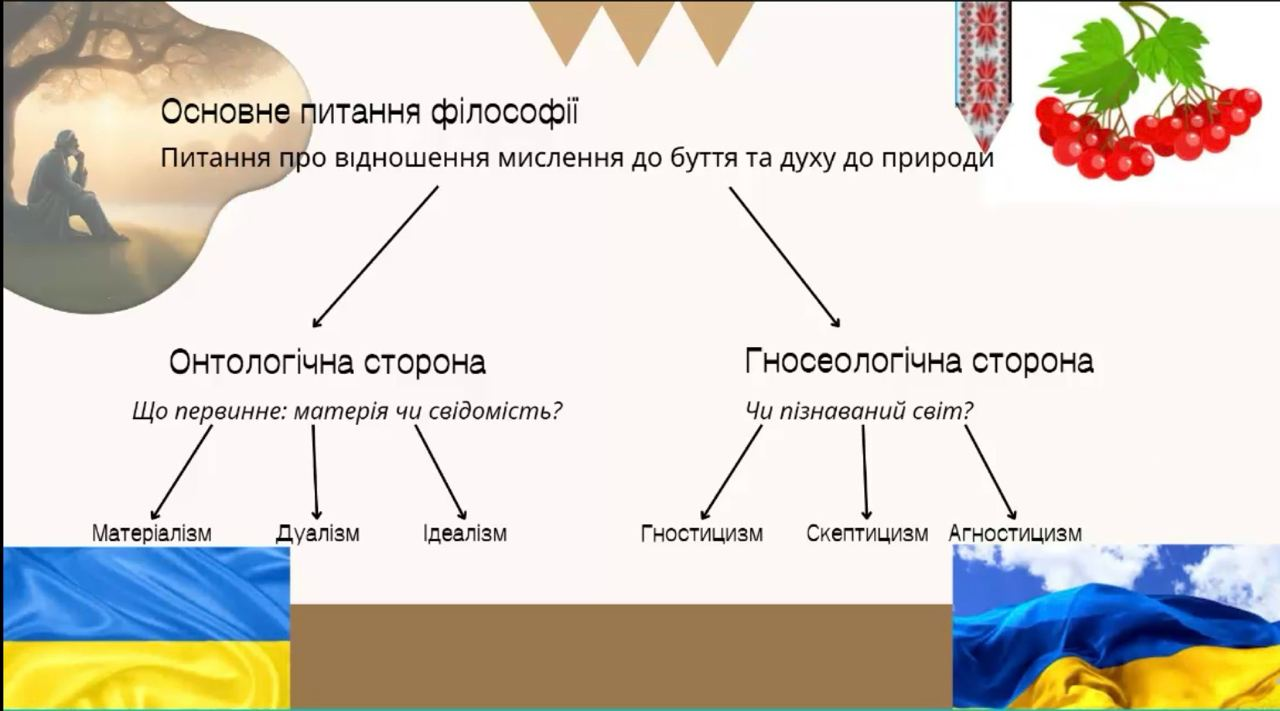 Основне питання філософії
Питання про відношення мислення до буття та духу до природи
Онтологічна сторона
Гносеологічна сторона
Що первинне: матерія чи свідомість?
Чи пізнаваний світ?
Матеріалізм
Дуалізм
Ідеалізм
Гностицизм
Скептицизм
Агностицизм